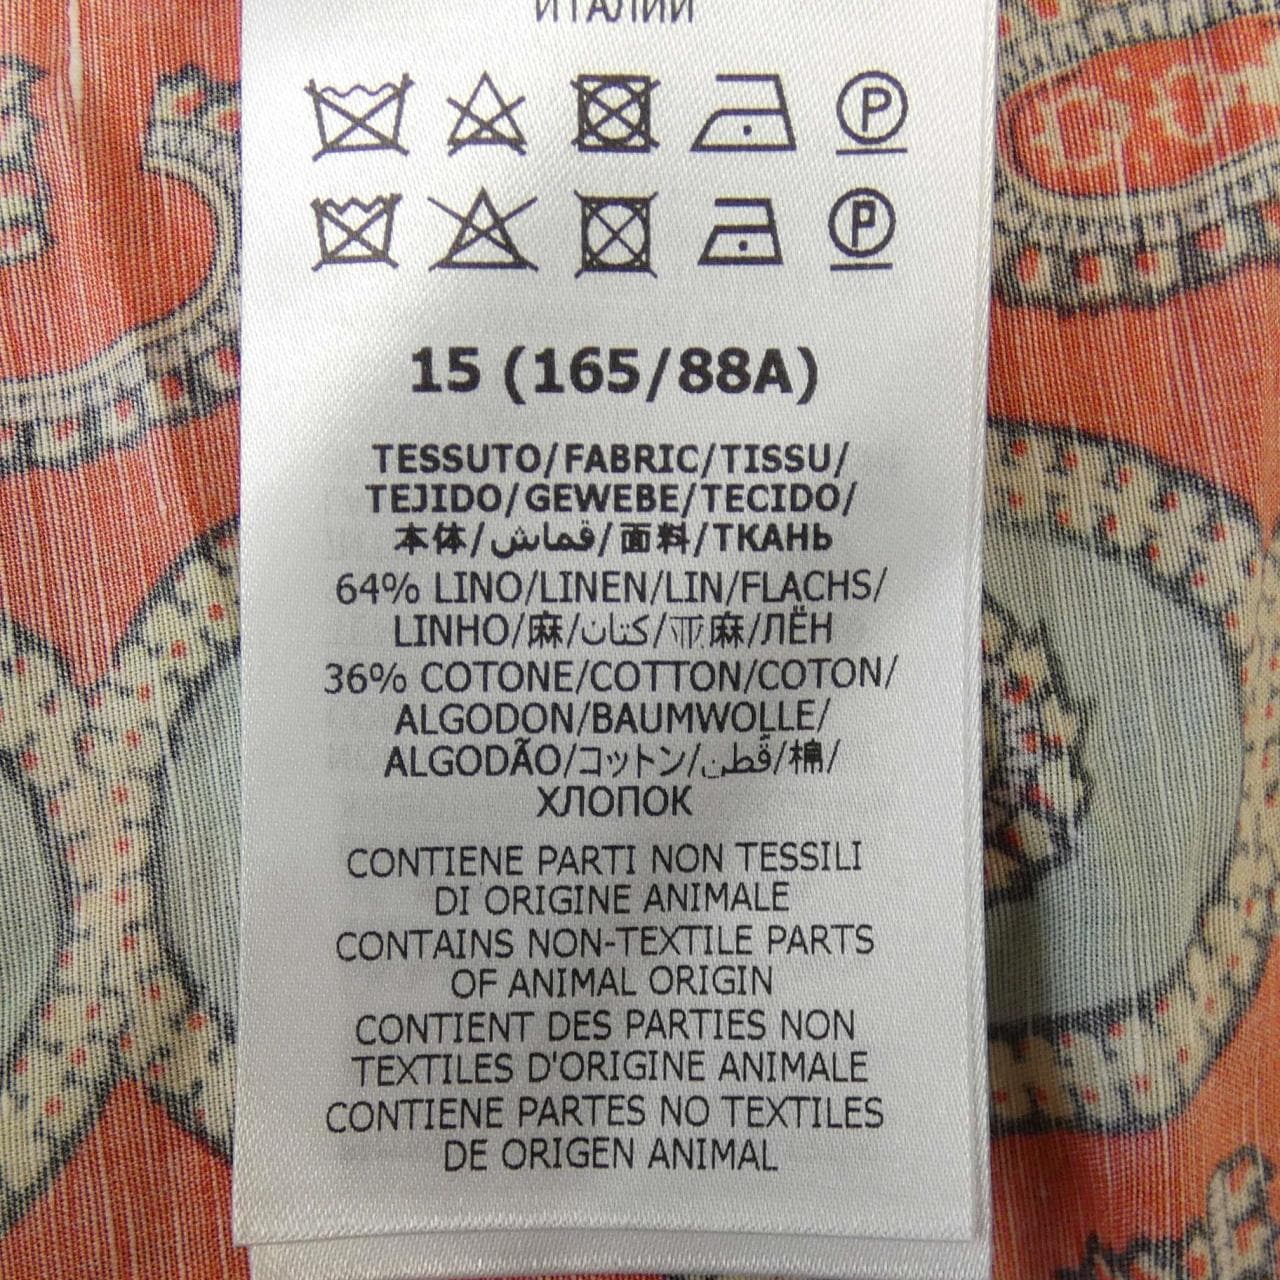 ИТАЛИИ
P
P
15 (165/88A)
TESSUTO/FABRIC/TISSU/
TEJIDO/GEWEBE/TECIDO/
本体/قماش/面料/ТКАНЬ
64% LINO/LINEN/LIN/FLACHS/
LINHO/麻/كتان/亚麻/ЛЁН
36% COTONE/COTTON/COTON/
ALGODON/BAUMWOLLE/
ALGODÃO/コットン/قطن/棉/
ХЛОПОК
CONTIENE PARTI NON TESSILI
DI ORIGINE ANIMALE
CONTAINS NON-TEXTILE PARTS
OF ANIMAL ORIGIN
CONTIENT DES PARTIES NON
TEXTILES D'ORIGINE ANIMALE
CONTIENE PARTES NO TEXTILES
DE ORIGEN ANIMAL